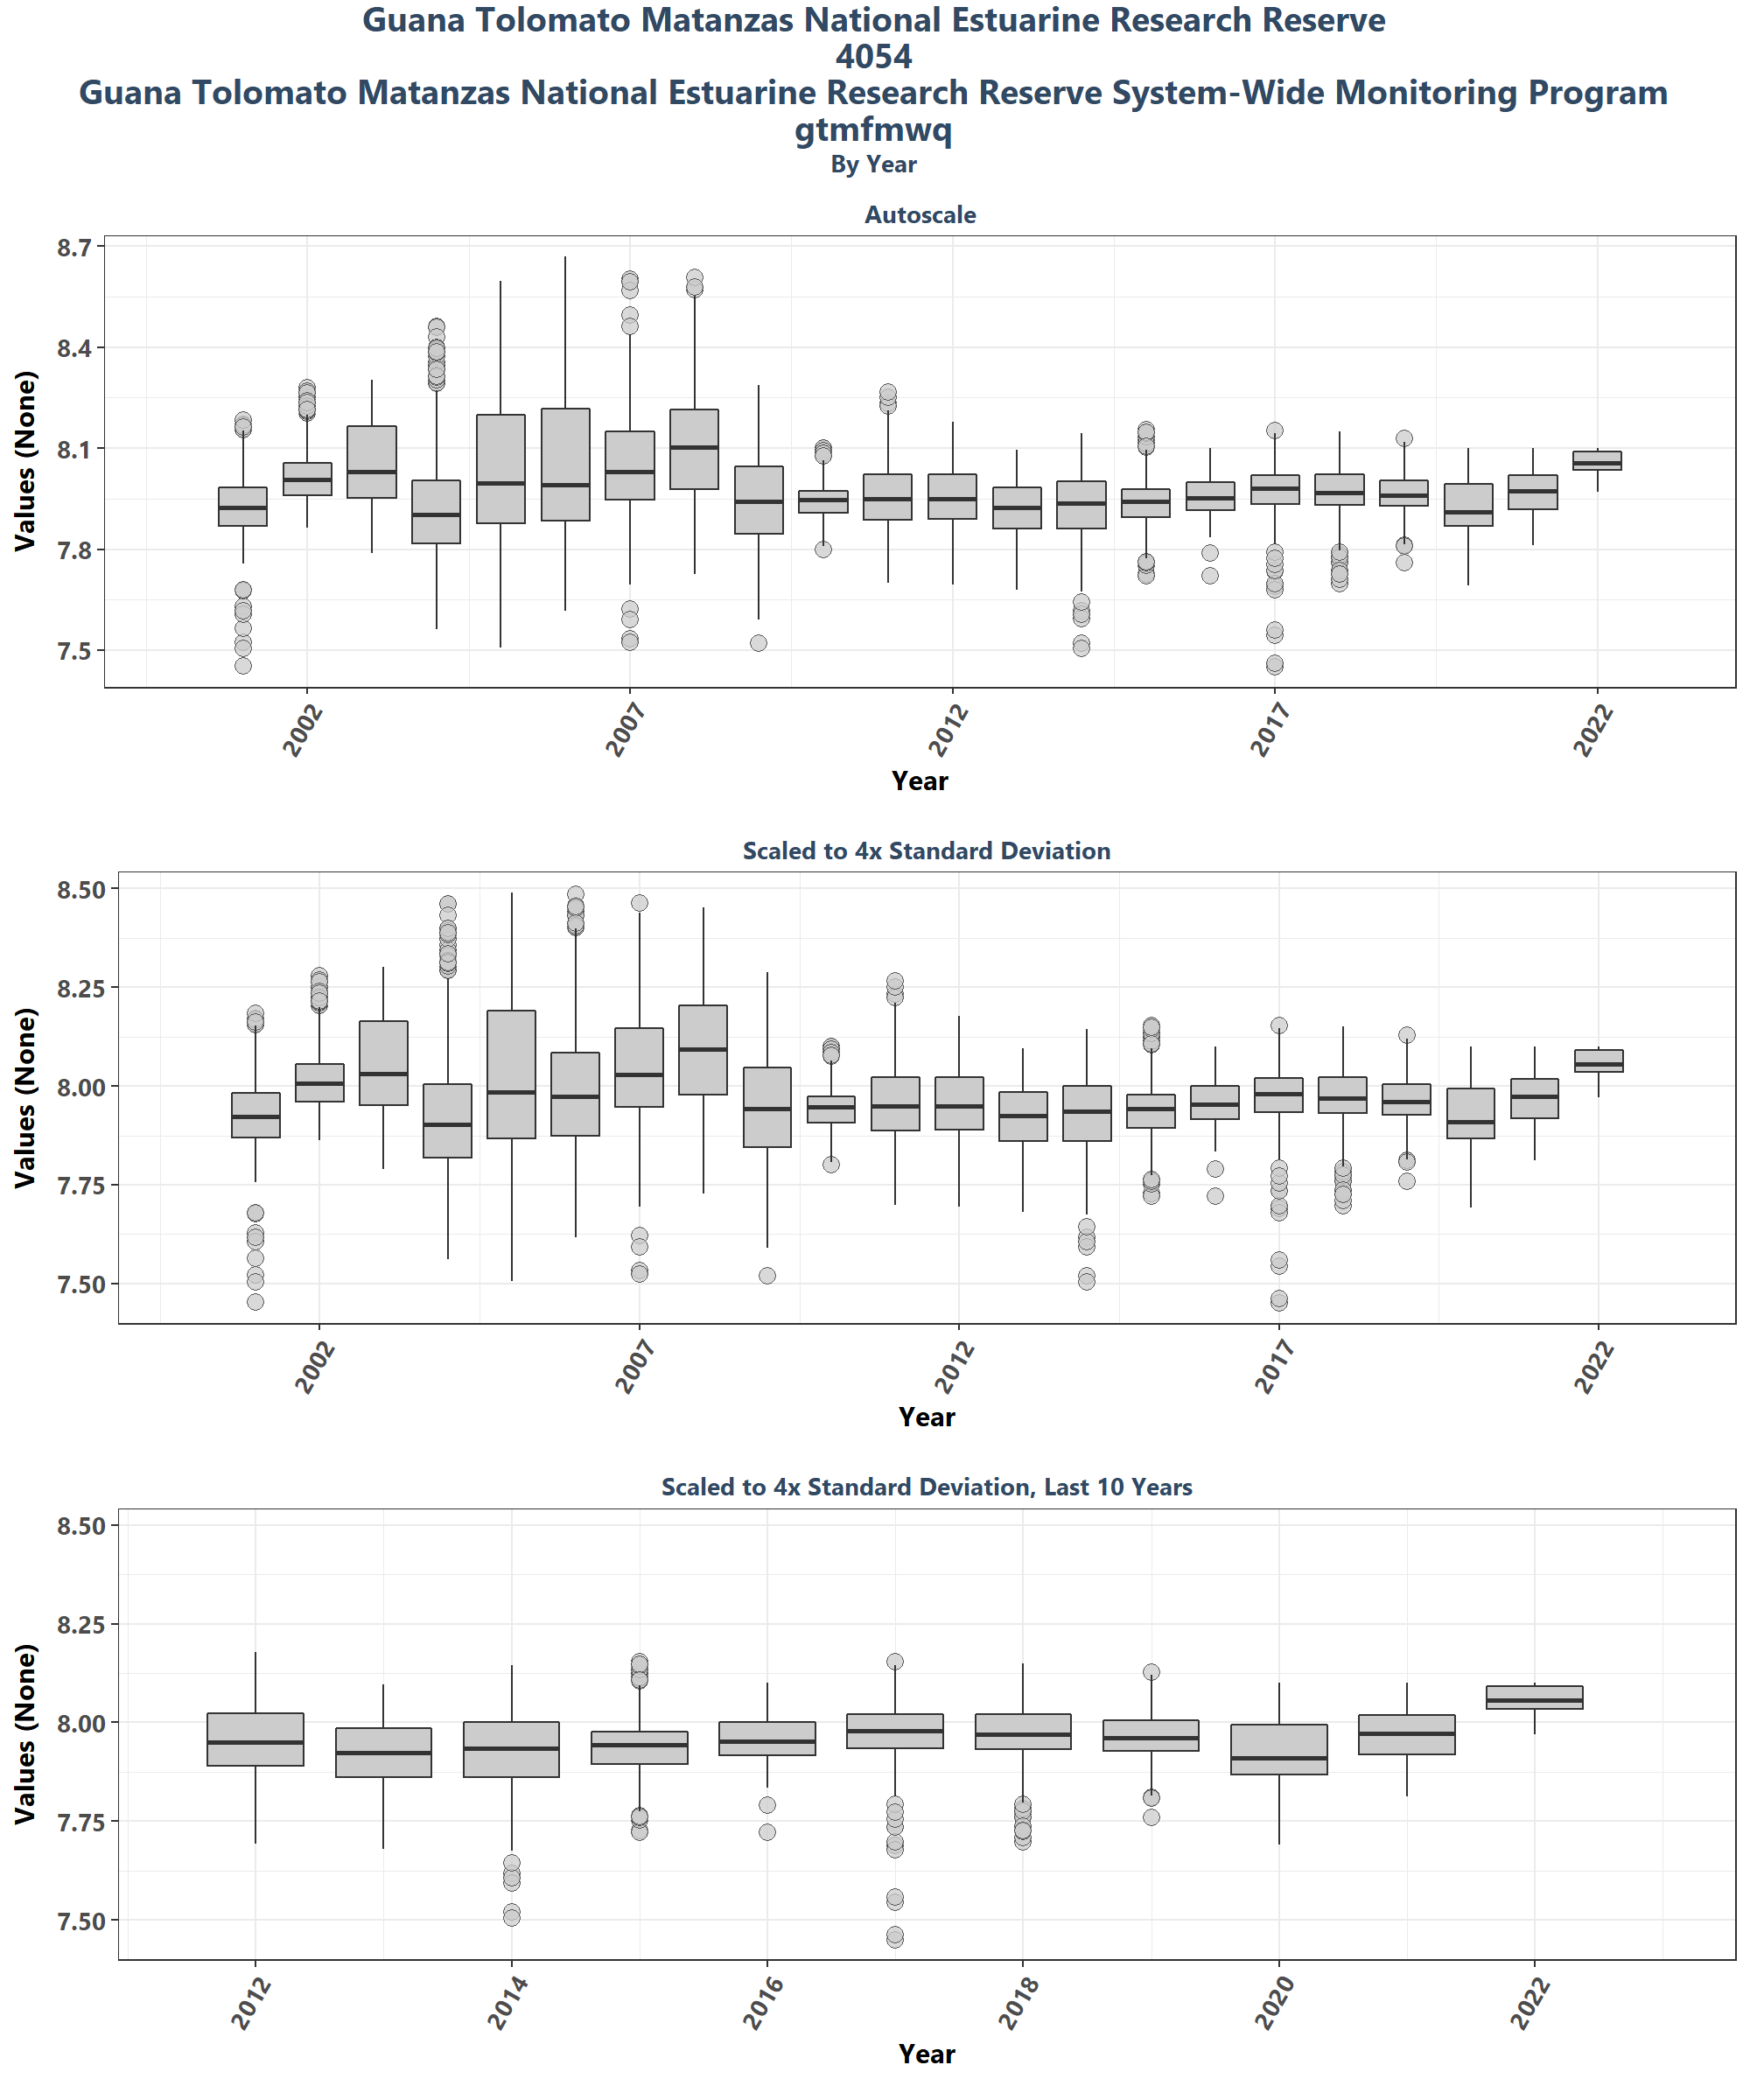 Guana Tolomato Matanzas National Estuarine Research Reserve
4054
Guana Tolomato Matanzas National Estuarine Research Reserve System-Wide Monitoring Program
gtmfmwq
By Year
Autoscale
Values (None)
8.7
8.4
8.1
7.8
7.5
2002 2007 2012 2017 2022
Year
Scaled to 4x Standard Deviation
Values (None)
8.50
8.25
8.00
7.75
7.50
2002 2007 2012 2017 2022
Year
Scaled to 4x Standard Deviation, Last 10 Years
Values (None)
8.50
8.25
8.00
7.75
7.50
2012 2014 2016 2018 2020 2022
Year